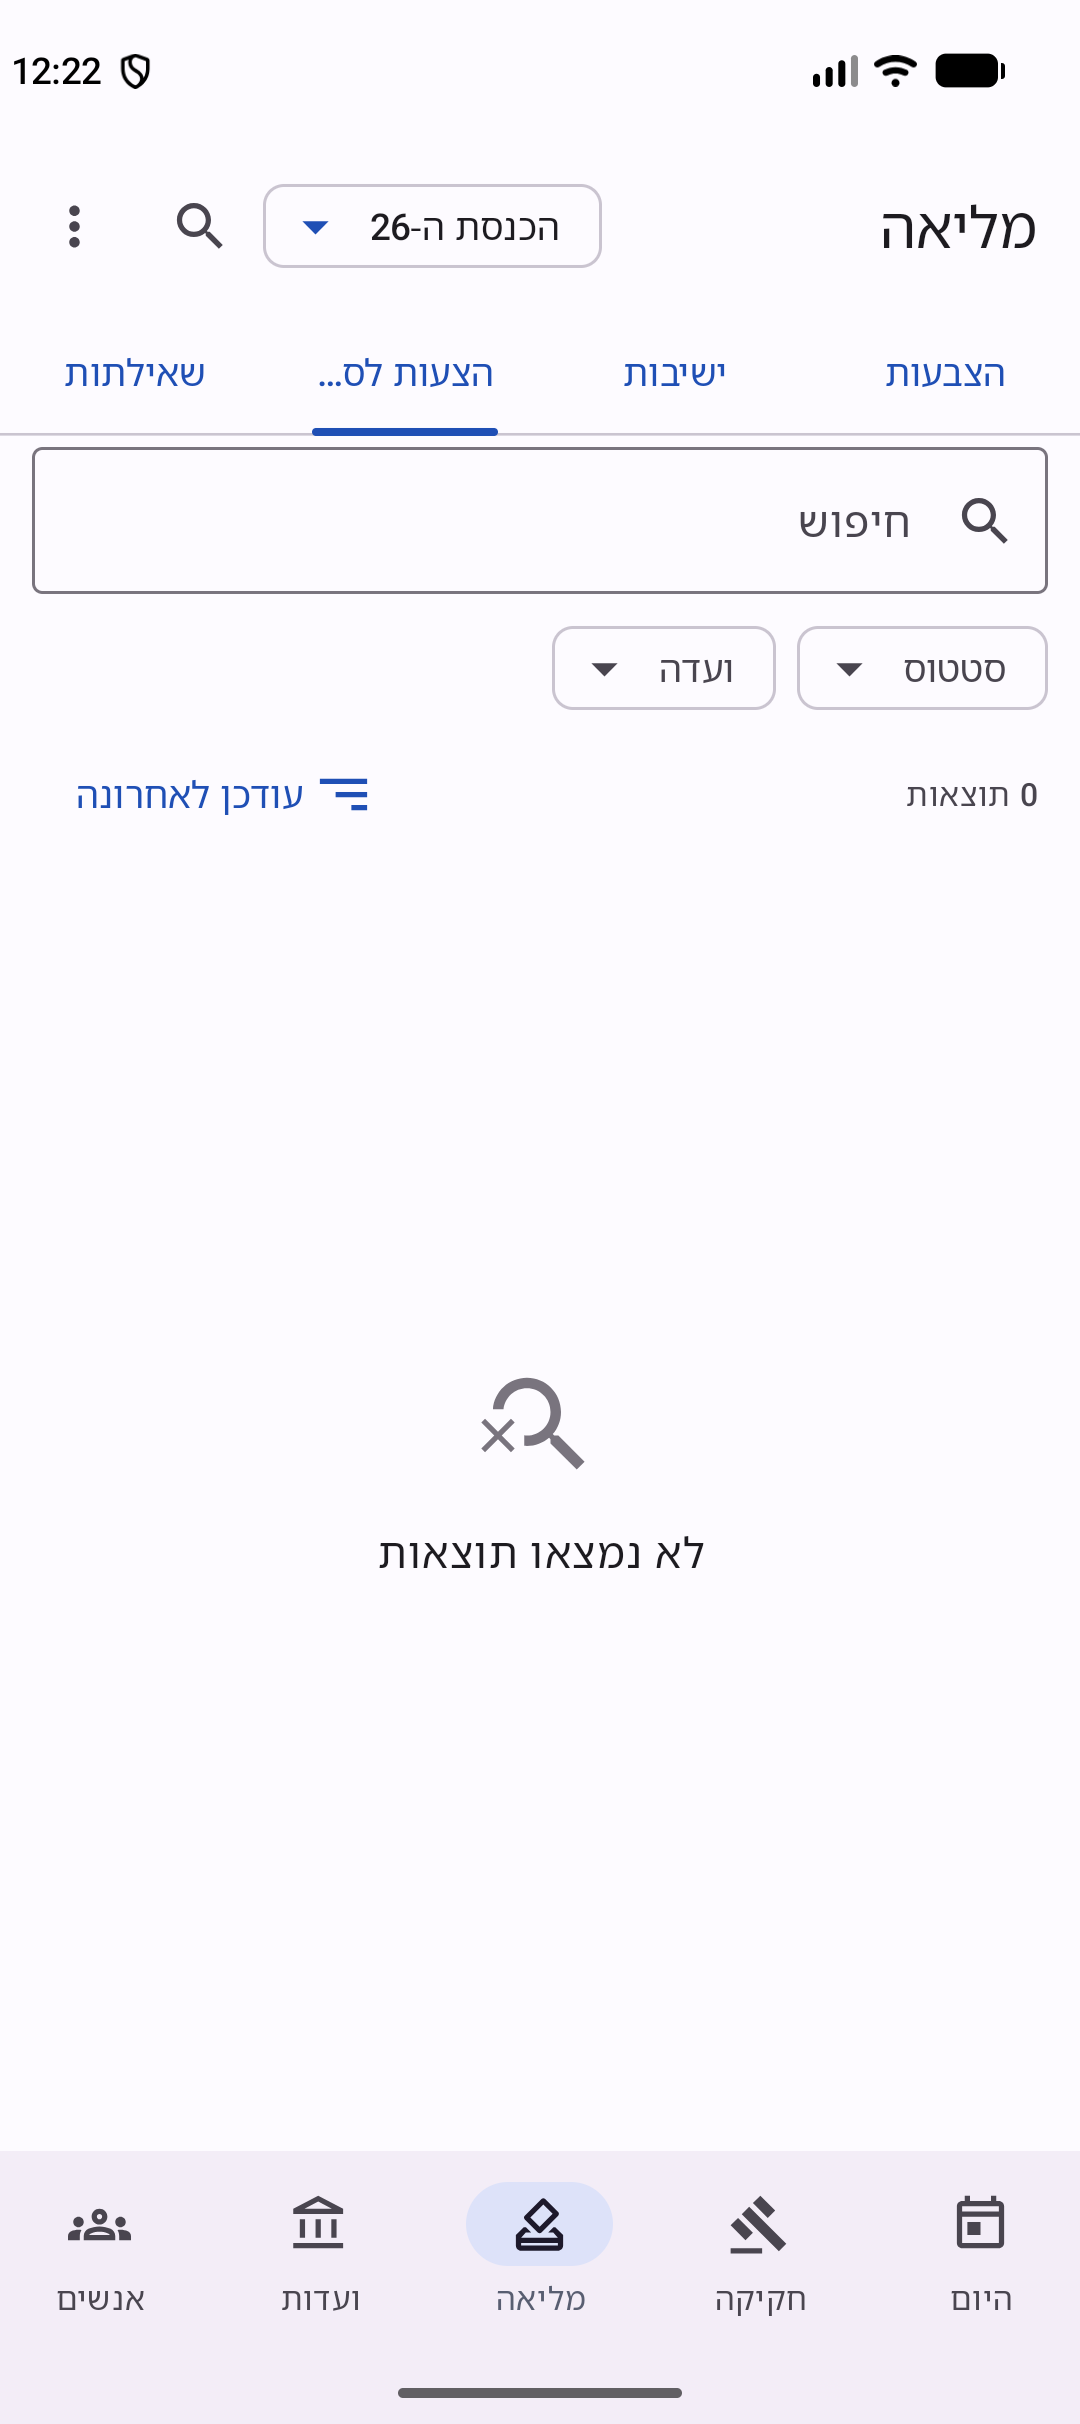 12:22
מליאה
הכנסת ה-26
הצבעות
ישיבות
הצעות לס...
שאילתות
חיפוש
סטטוס
ועדה
0 תוצאות
עודכן לאחרונה
לא נמצאו תוצאות
היום
חקיקה
מליאה
ועדות
אנשים